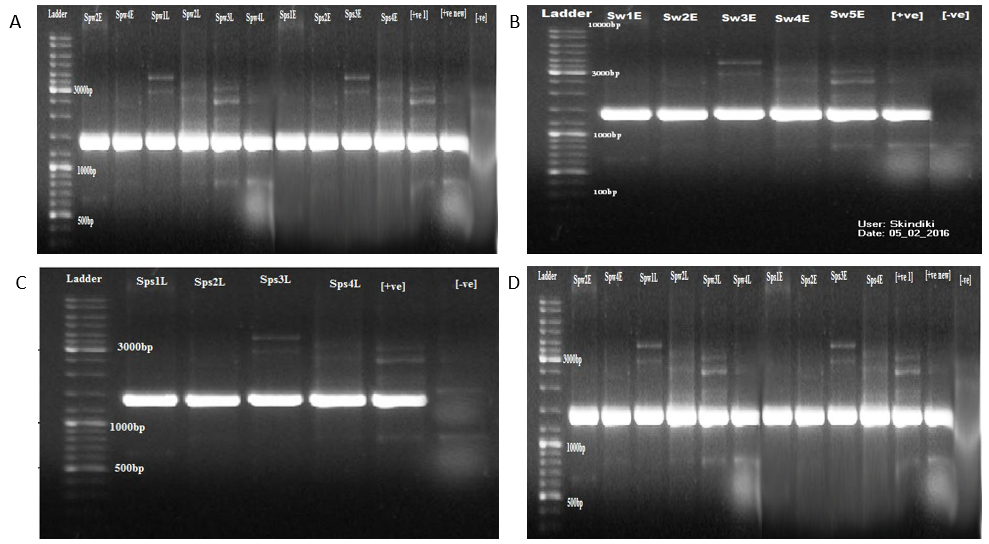 A
Ladder Spw2E Spw4E Spw1L Spw2L Spw3L Spw4L Sps1E Sps2E Sps3E Sps4E [+ve 1] [+ve new] [-ve]
3000bp
1000bp
500bp
B
Ladder 10000bp Sw1E Sw2E Sw3E Sw4E Sw5E [+ve] [-ve]
3000bp
1000bp
100bp
User: Skindiki
Date: 05_02_2016
C
Ladder Sps1L Sps2L Sps3L Sps4L [+ve] [-ve]
3000bp
1000bp
500bp
D
Ladder Spw2E Spw4E Spw1L Spw2L Spw3L Spw4L Sps1E Sps2E Sps3E Sps4E [+ve 1] [+ve new] [-ve]
3000bp
1000bp
500bp